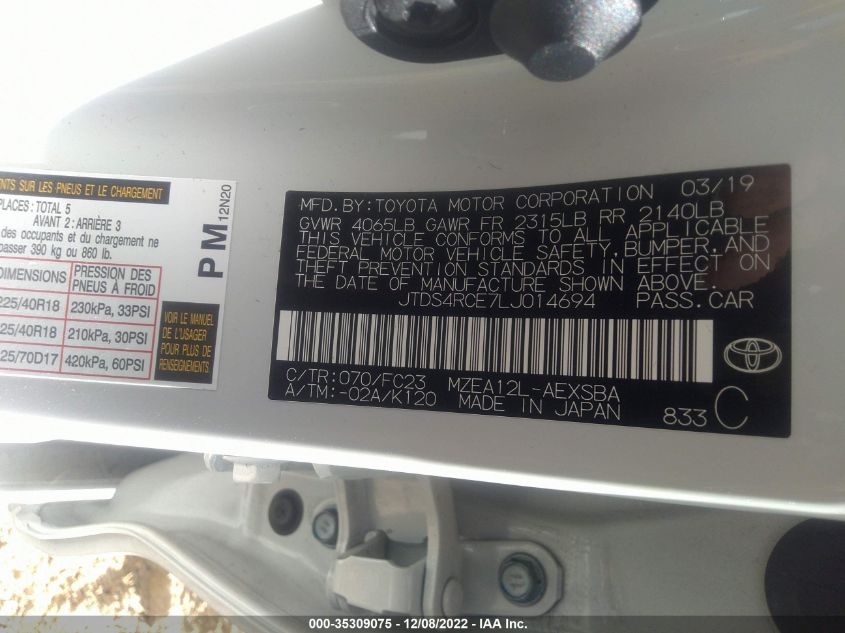 ENTS SUR LES PNEUS ET LE CHARGEMENT
PLACES: TOTAL 5
AVANT 2: ARRIÈRE 3
des occupants et du chargement ne
passer 390 kg ou 860 lb.
DIMENSIONS
PRESSION DES
PNEUS À FROID
225/40R18 230kPa, 33PSI
25/40R18 210kPa, 30PSI
25/70D17 420kPa, 60PSI
PM
12N20
VOIR LE MANUEL
DE L'USAGER
POUR PLUS DE
RENSEIGNEMENTS
MFD. BY: TOYOTA MOTOR CORPORATION 03/19
GVWR 4065LB GAWR FR 2315LB RR 2140LB
THIS VEHICLE CONFORMS TO ALL APPLICABLE
FEDERAL MOTOR VEHICLE SAFETY, BUMPER, AND
THEFT PREVENTION STANDARDS IN EFFECT ON
THE DATE OF MANUFACTURE SHOWN ABOVE.
JTDS4RCE7LJ014694 PASS. CAR
C/TR: 070/FC23 MZEA12L-AEXSBA
A/TM: -02A/K120 MADE IN JAPAN
833 C
000-35309075 - 12/08/2022 - IAA Inc.